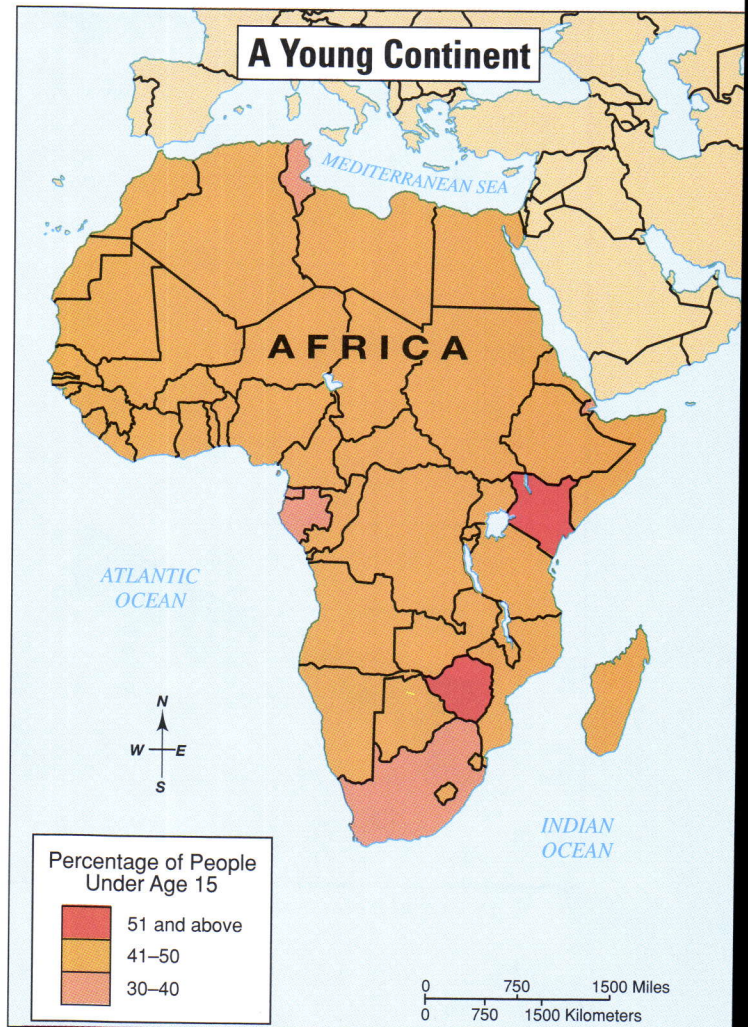 A Young Continent
MEDITERRANEAN SEA
AFRICA
ATLANTIC
OCEAN
N
W E
S
INDIAN
OCEAN
Percentage of People
Under Age 15
51 and above
41–50
30–40
0 750 1500 Miles
0 750 1500 Kilometers